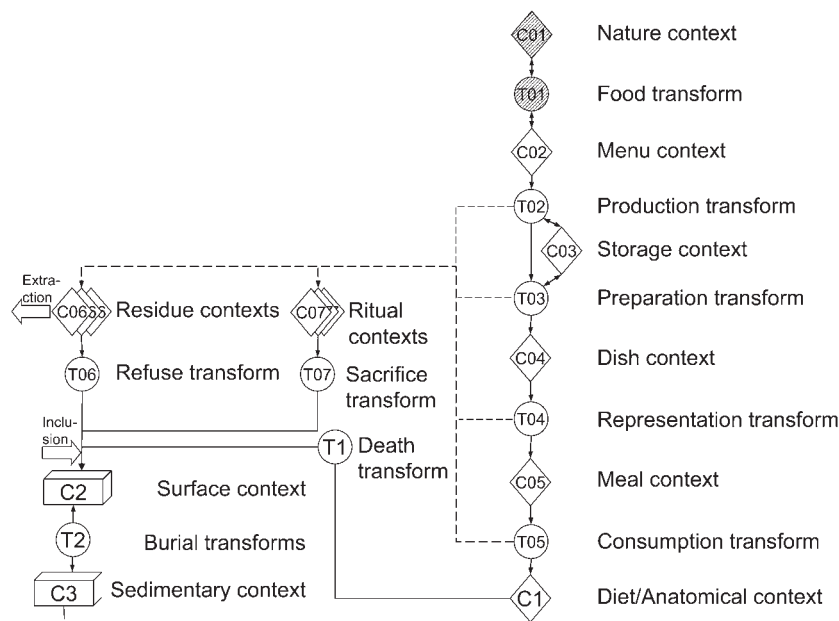 C01 Nature context
T01 Food transform
C02 Menu context
T02 Production transform
C03 Storage context
T03 Preparation transform
C04 Dish context
T04 Representation transform
C05 Meal context
T05 Consumption transform
C1 Diet/Anatomical context
Extra-
ction
C06 Residue contexts
C07 Ritual
contexts
T06 Refuse transform
T07 Sacrifice
transform
Inclu-
sion
T1 Death
transform
C2 Surface context
T2 Burial transforms
C3 Sedimentary context